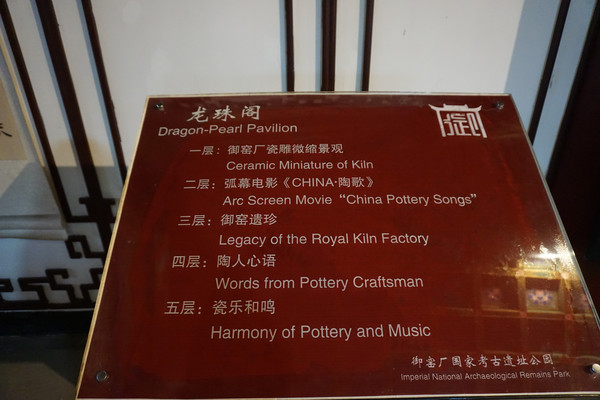 龙珠阁
Dragon-Pearl Pavilion
一层：御窑厂瓷雕微缩景观
Ceramic Miniature of Kiln
二层：弧幕电影《CHINA·陶歌》
Arc Screen Movie “China Pottery Songs”
三层：御窑遗珍
Legacy of the Royal Kiln Factory
四层：陶人心语
Words from Pottery Craftsman
五层：瓷乐和鸣
Harmony of Pottery and Music
御窑厂国家考古遗址公园
Imperial National Archaeological Remains Park